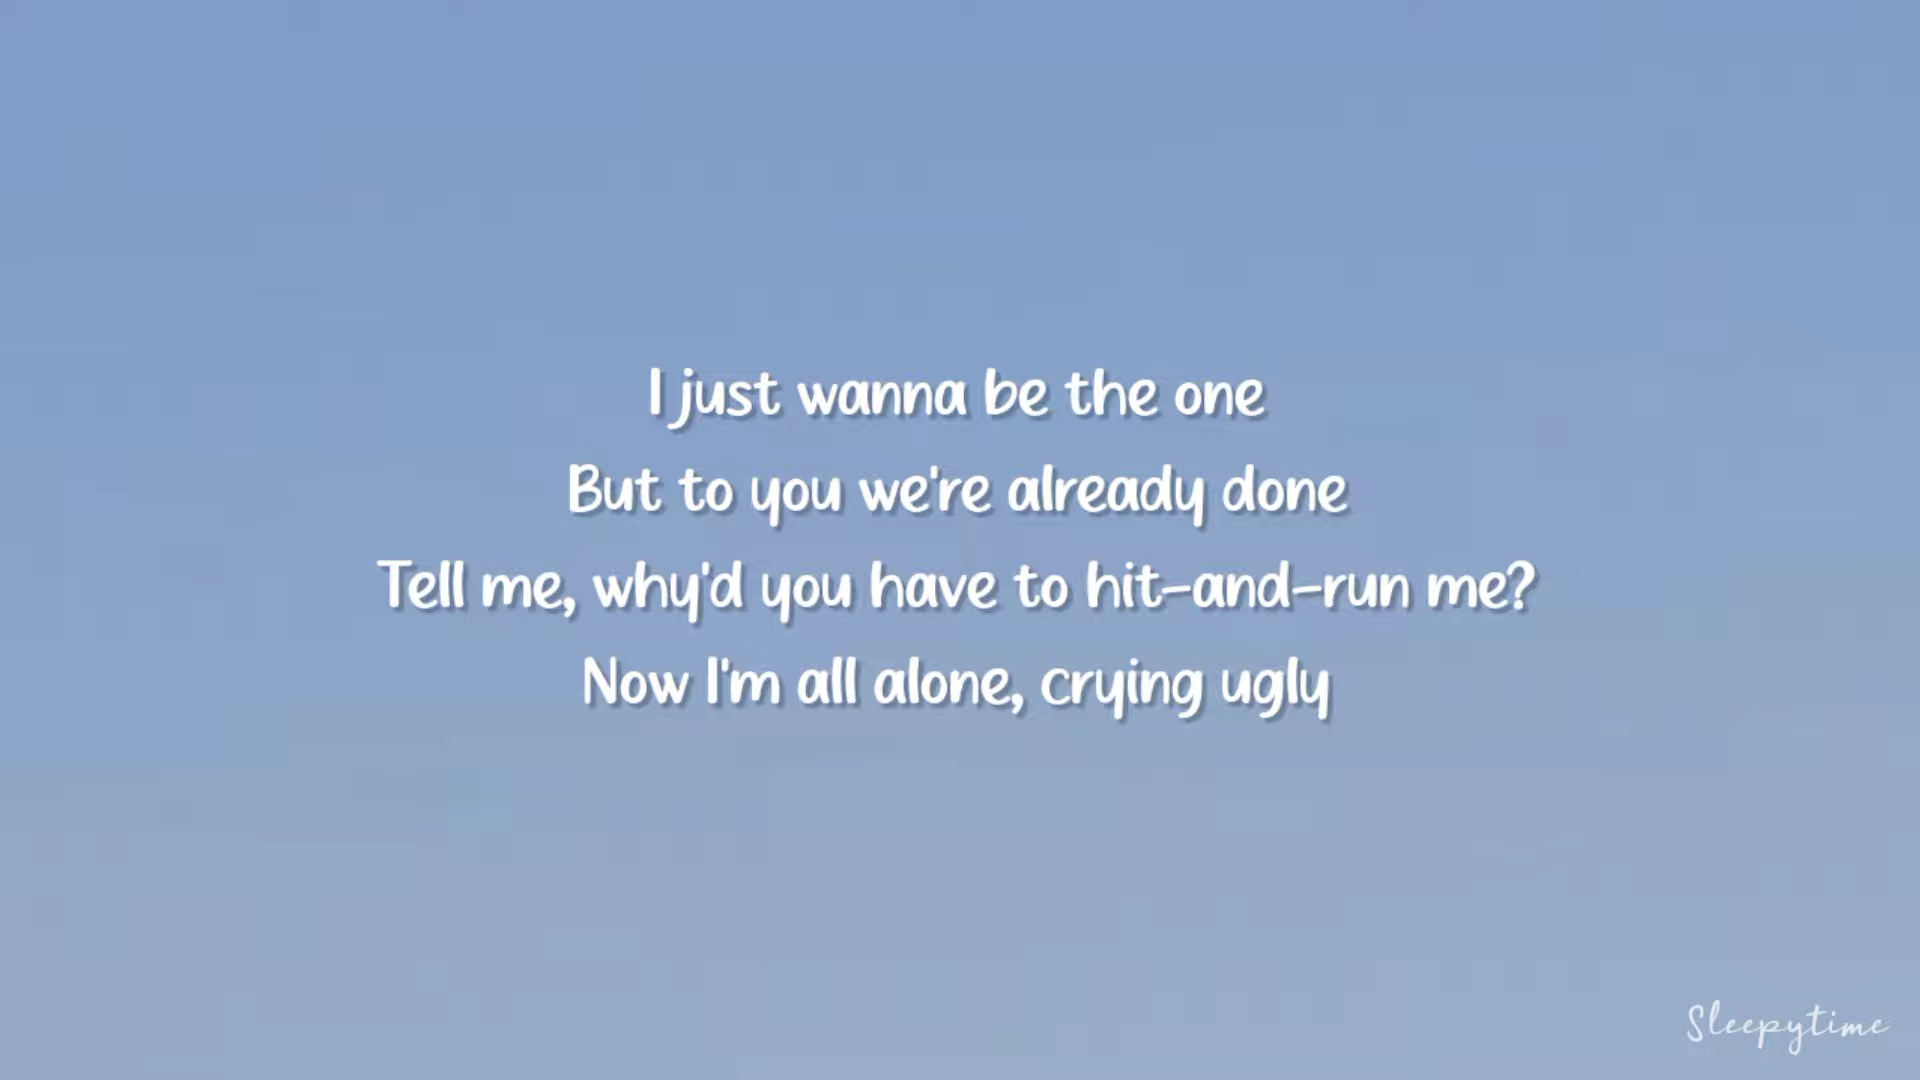 I just wanna be the one
But to you we're already done
Tell me, why'd you have to hit-and-run me?
Now I'm all alone, crying ugly
Sleepytime